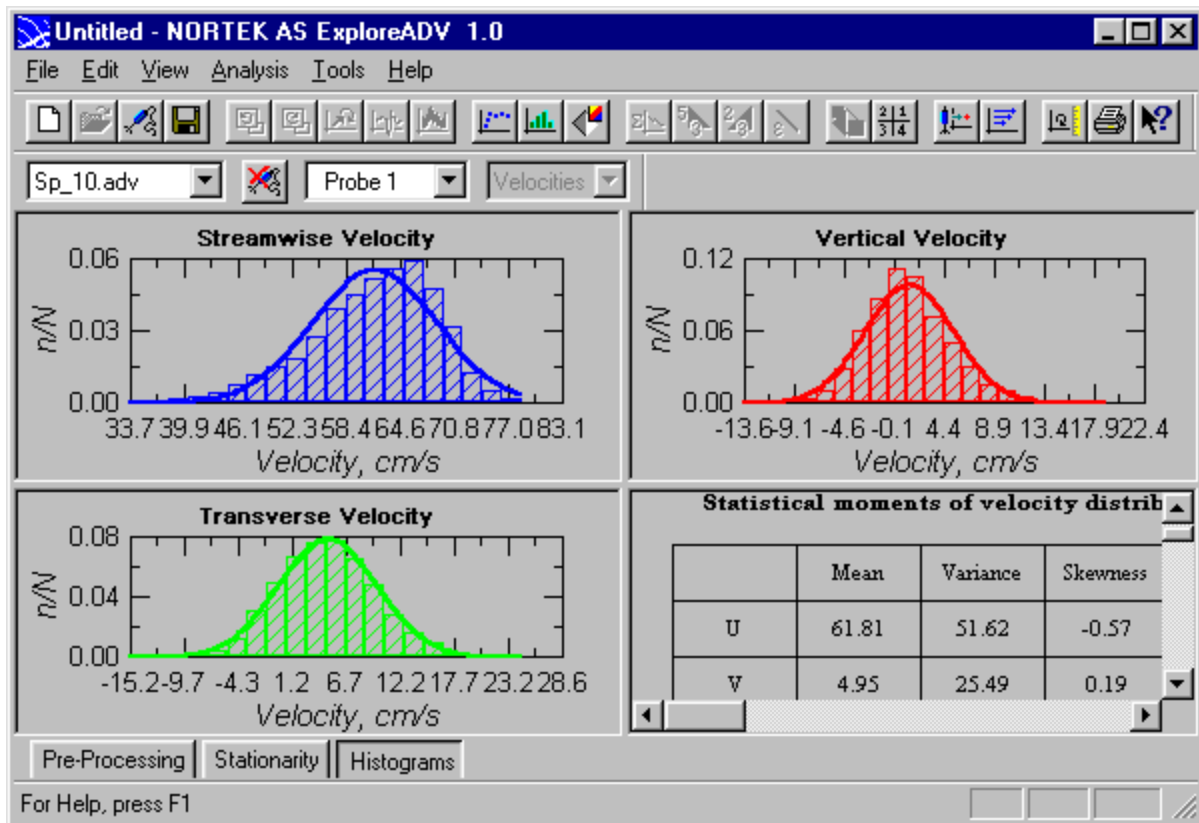 Untitled - NORTEK AS ExploreADV 1.0
File Edit View Analysis Tools Help
Sp_10.adv Probe 1 Velocities
Streamwise Velocity
0.06
0.03
0.00
n/N
33.7 39.9 46.1 52.3 58.4 64.6 70.8 77.0 83.1
Velocity, cm/s
Vertical Velocity
0.12
0.06
0.00
n/N
-13.6 -9.1 -4.6 -0.1 4.4 8.9 13.4 17.9 22.4
Velocity, cm/s
Transverse Velocity
0.08
0.04
0.00
n/N
-15.2 -9.7 -4.3 1.2 6.7 12.2 17.7 23.2 28.6
Velocity, cm/s
Statistical moments of velocity distrib
Mean Variance Skewness
U 61.81 51.62 -0.57
V 4.95 25.49 0.19
Pre-Processing Stationarity Histograms
For Help, press F1